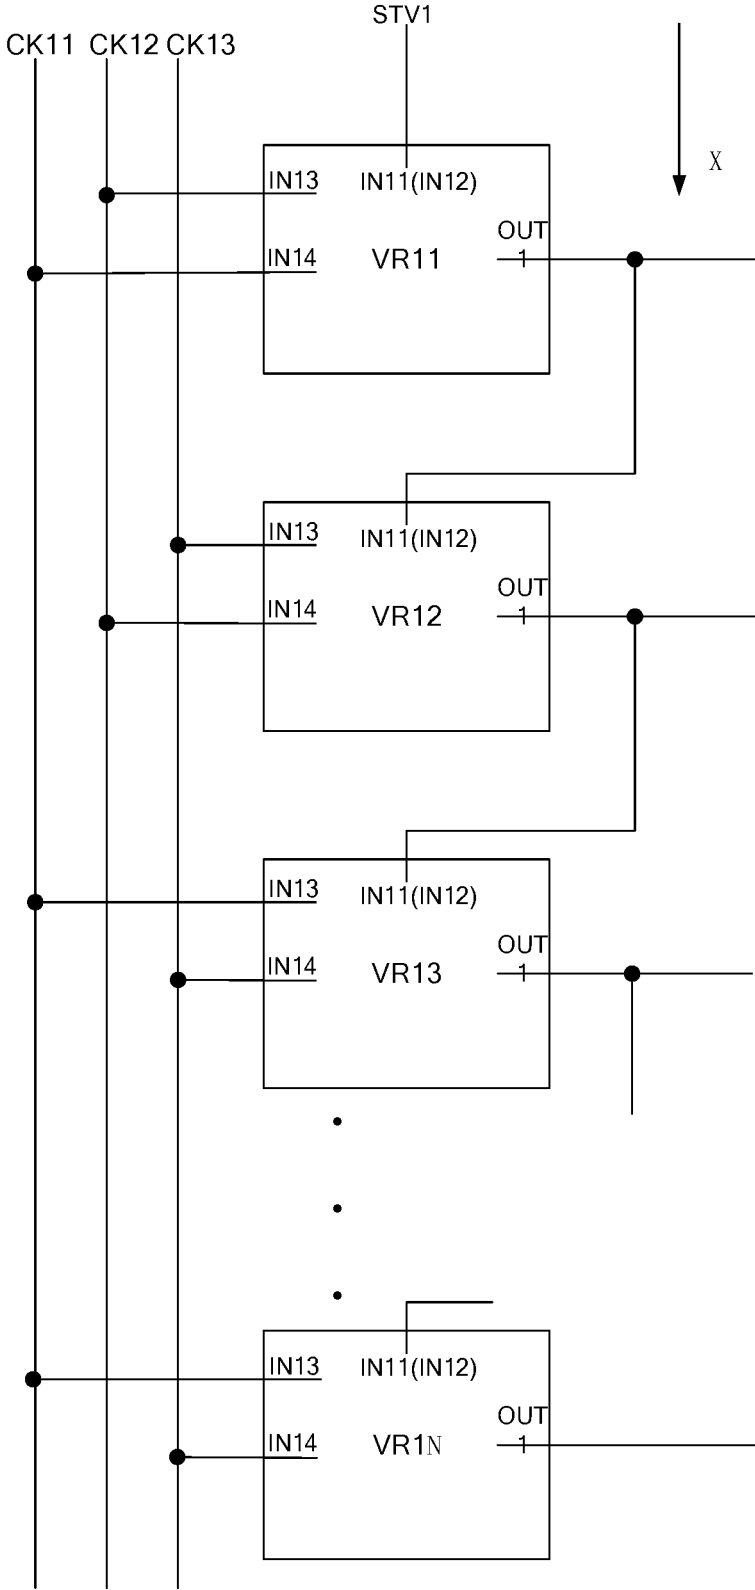 STV1
CK11 CK12 CK13
X
IN13 IN11(IN12)
OUT
IN14 VR11 1
IN13 IN11(IN12)
OUT
IN14 VR12 1
IN13 IN11(IN12)
OUT
IN14 VR13 1
IN13 IN11(IN12)
OUT
IN14 VR1N 1